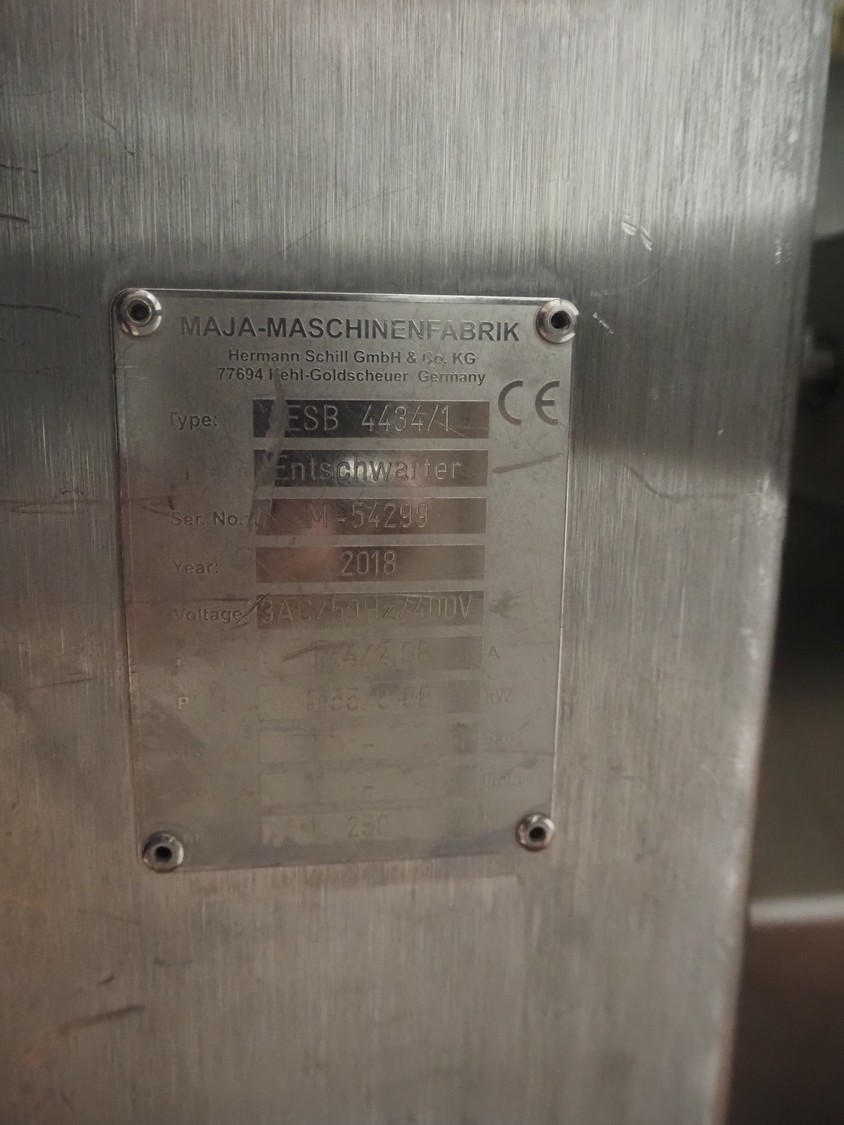 MAJA-MASCHINENFABRIK
Hermann Schill GmbH & Co. KG
77694 Kehl-Goldscheuer Germany
CE
Type: ESB 4434/1
Entschwarter
Ser. No.: M-54299
Year: 2018
Voltage 3AC/50Hz/400V
A
P kW
-
-
250